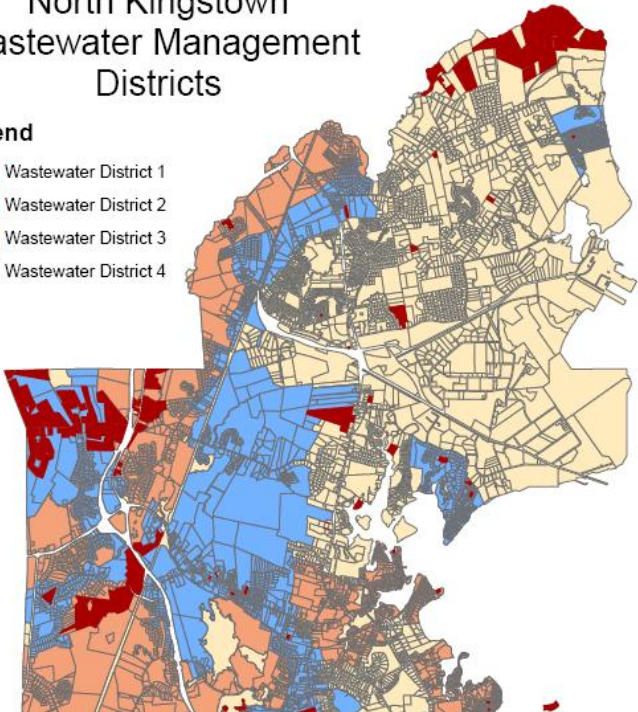 North Kingstown
astewater Management
Districts
end
Wastewater District 1
Wastewater District 2
Wastewater District 3
Wastewater District 4